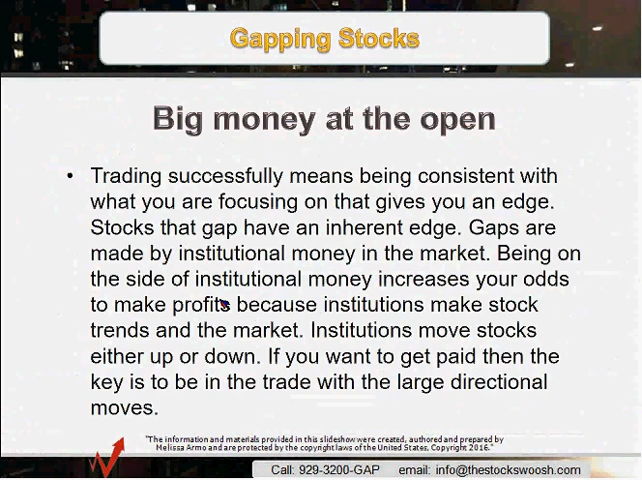 Gapping Stocks
Big money at the open
• Trading successfully means being consistent with
what you are focusing on that gives you an edge.
Stocks that gap have an inherent edge. Gaps are
made by institutional money in the market. Being on
the side of institutional money increases your odds
to make profits because institutions make stock
trends and the market. Institutions move stocks
either up or down. If you want to get paid then the
key is to be in the trade with the large directional
moves.
"The information and materials provided in this slideshow were created, authored and prepared by
Melissa Armo and are protected by the copyright laws of the United States, Copyright 2016."
Call: 929-3200-GAP email: info@thestockswoosh.com